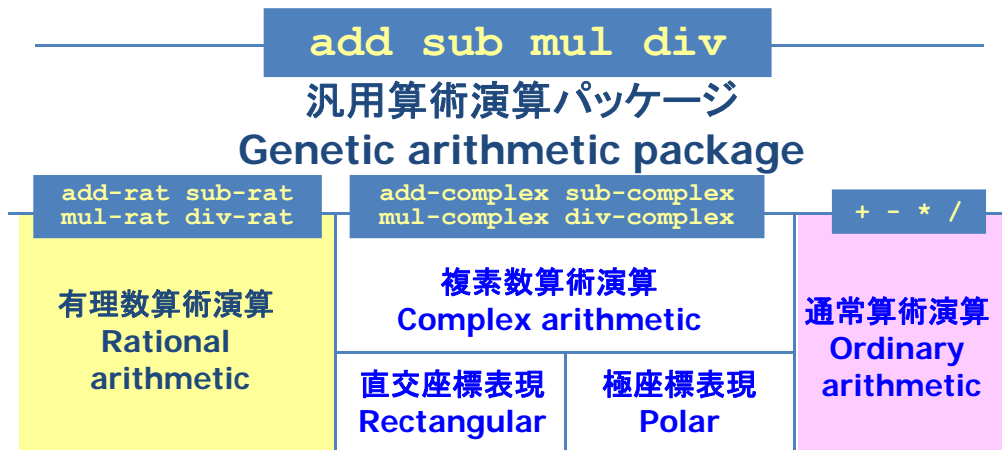 add sub mul div
汎用算術演算パッケージ
Genetic arithmetic package
add-rat sub-rat
mul-rat div-rat
add-complex sub-complex
mul-complex div-complex
+ - * /
有理数算術演算
Rational
arithmetic
複素数算術演算
Complex arithmetic
直交座標表現
Rectangular
極座標表現
Polar
通常算術演算
Ordinary
arithmetic